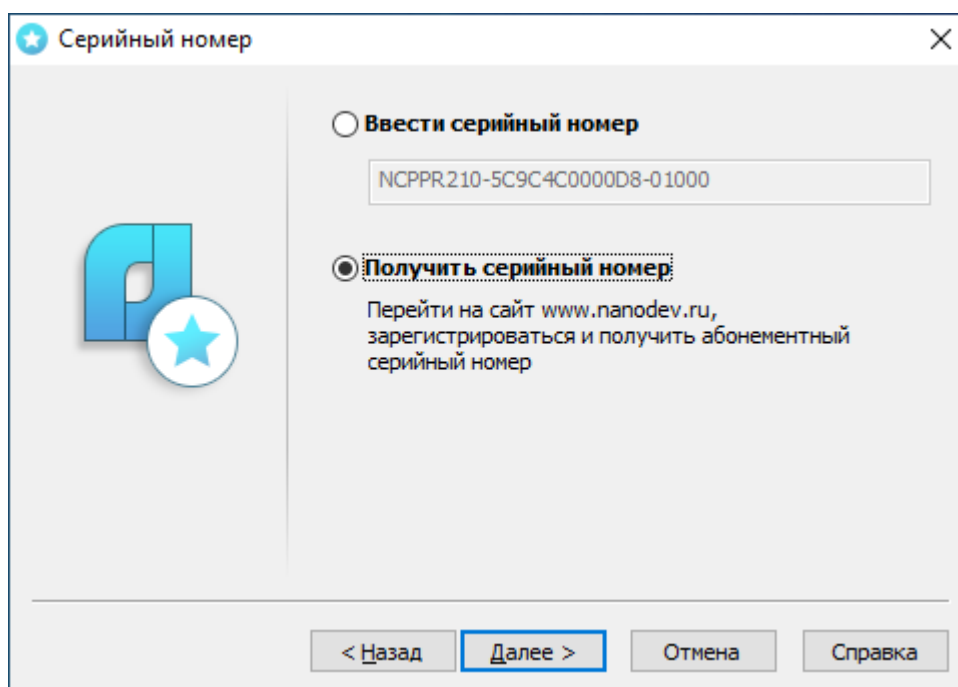 Серийный номер
Ввести серийный номер
NCPPR210-5C9C4C0000D8-01000
Получить серийный номер
Перейти на сайт www.nanodev.ru,
зарегистрироваться и получить абонементный
серийный номер
< Назад
Далее >
Отмена
Справка